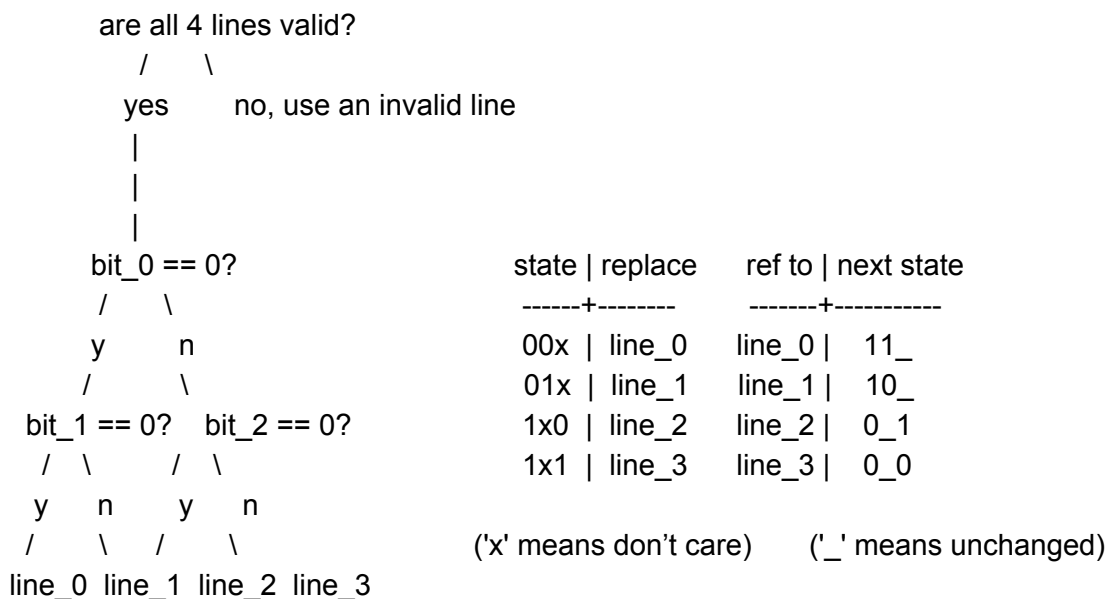 are all 4 lines valid?
/ \
yes no, use an invalid line
|
|
|
bit_0 == 0? state | replace ref to | next state
/ \ ------+-------- -------+-----------
y n 00x | line_0 line_0 | 11_
/ \ 01x | line_1 line_1 | 10_
bit_1 == 0? bit_2 == 0? 1x0 | line_2 line_2 | 0_1
/ \ / \ 1x1 | line_3 line_3 | 0_0
y n y n
/ \ / \ ('x' means don’t care) ('_' means unchanged)
line_0 line_1 line_2 line_3